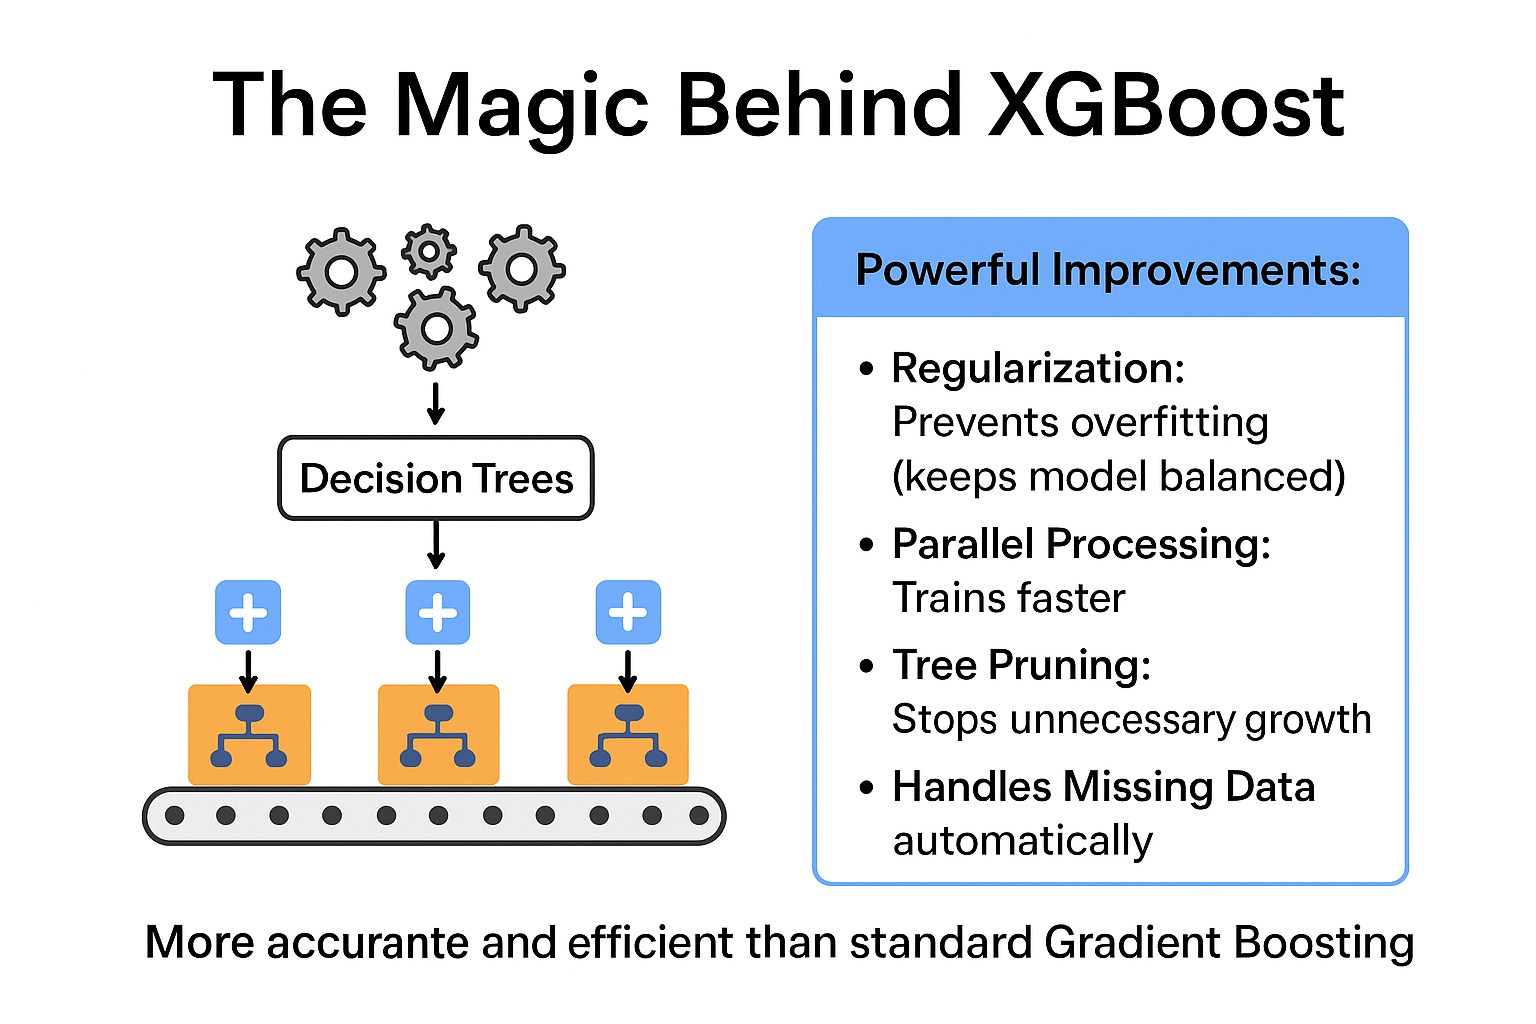 The Magic Behind XGBoost
Decision Trees
Powerful Improvements:
• Regularization:
Prevents overfitting
(keeps model balanced)
• Parallel Processing:
Trains faster
• Tree Pruning:
Stops unnecessary growth
• Handles Missing Data
automatically
More accurante and efficient than standard Gradient Boosting